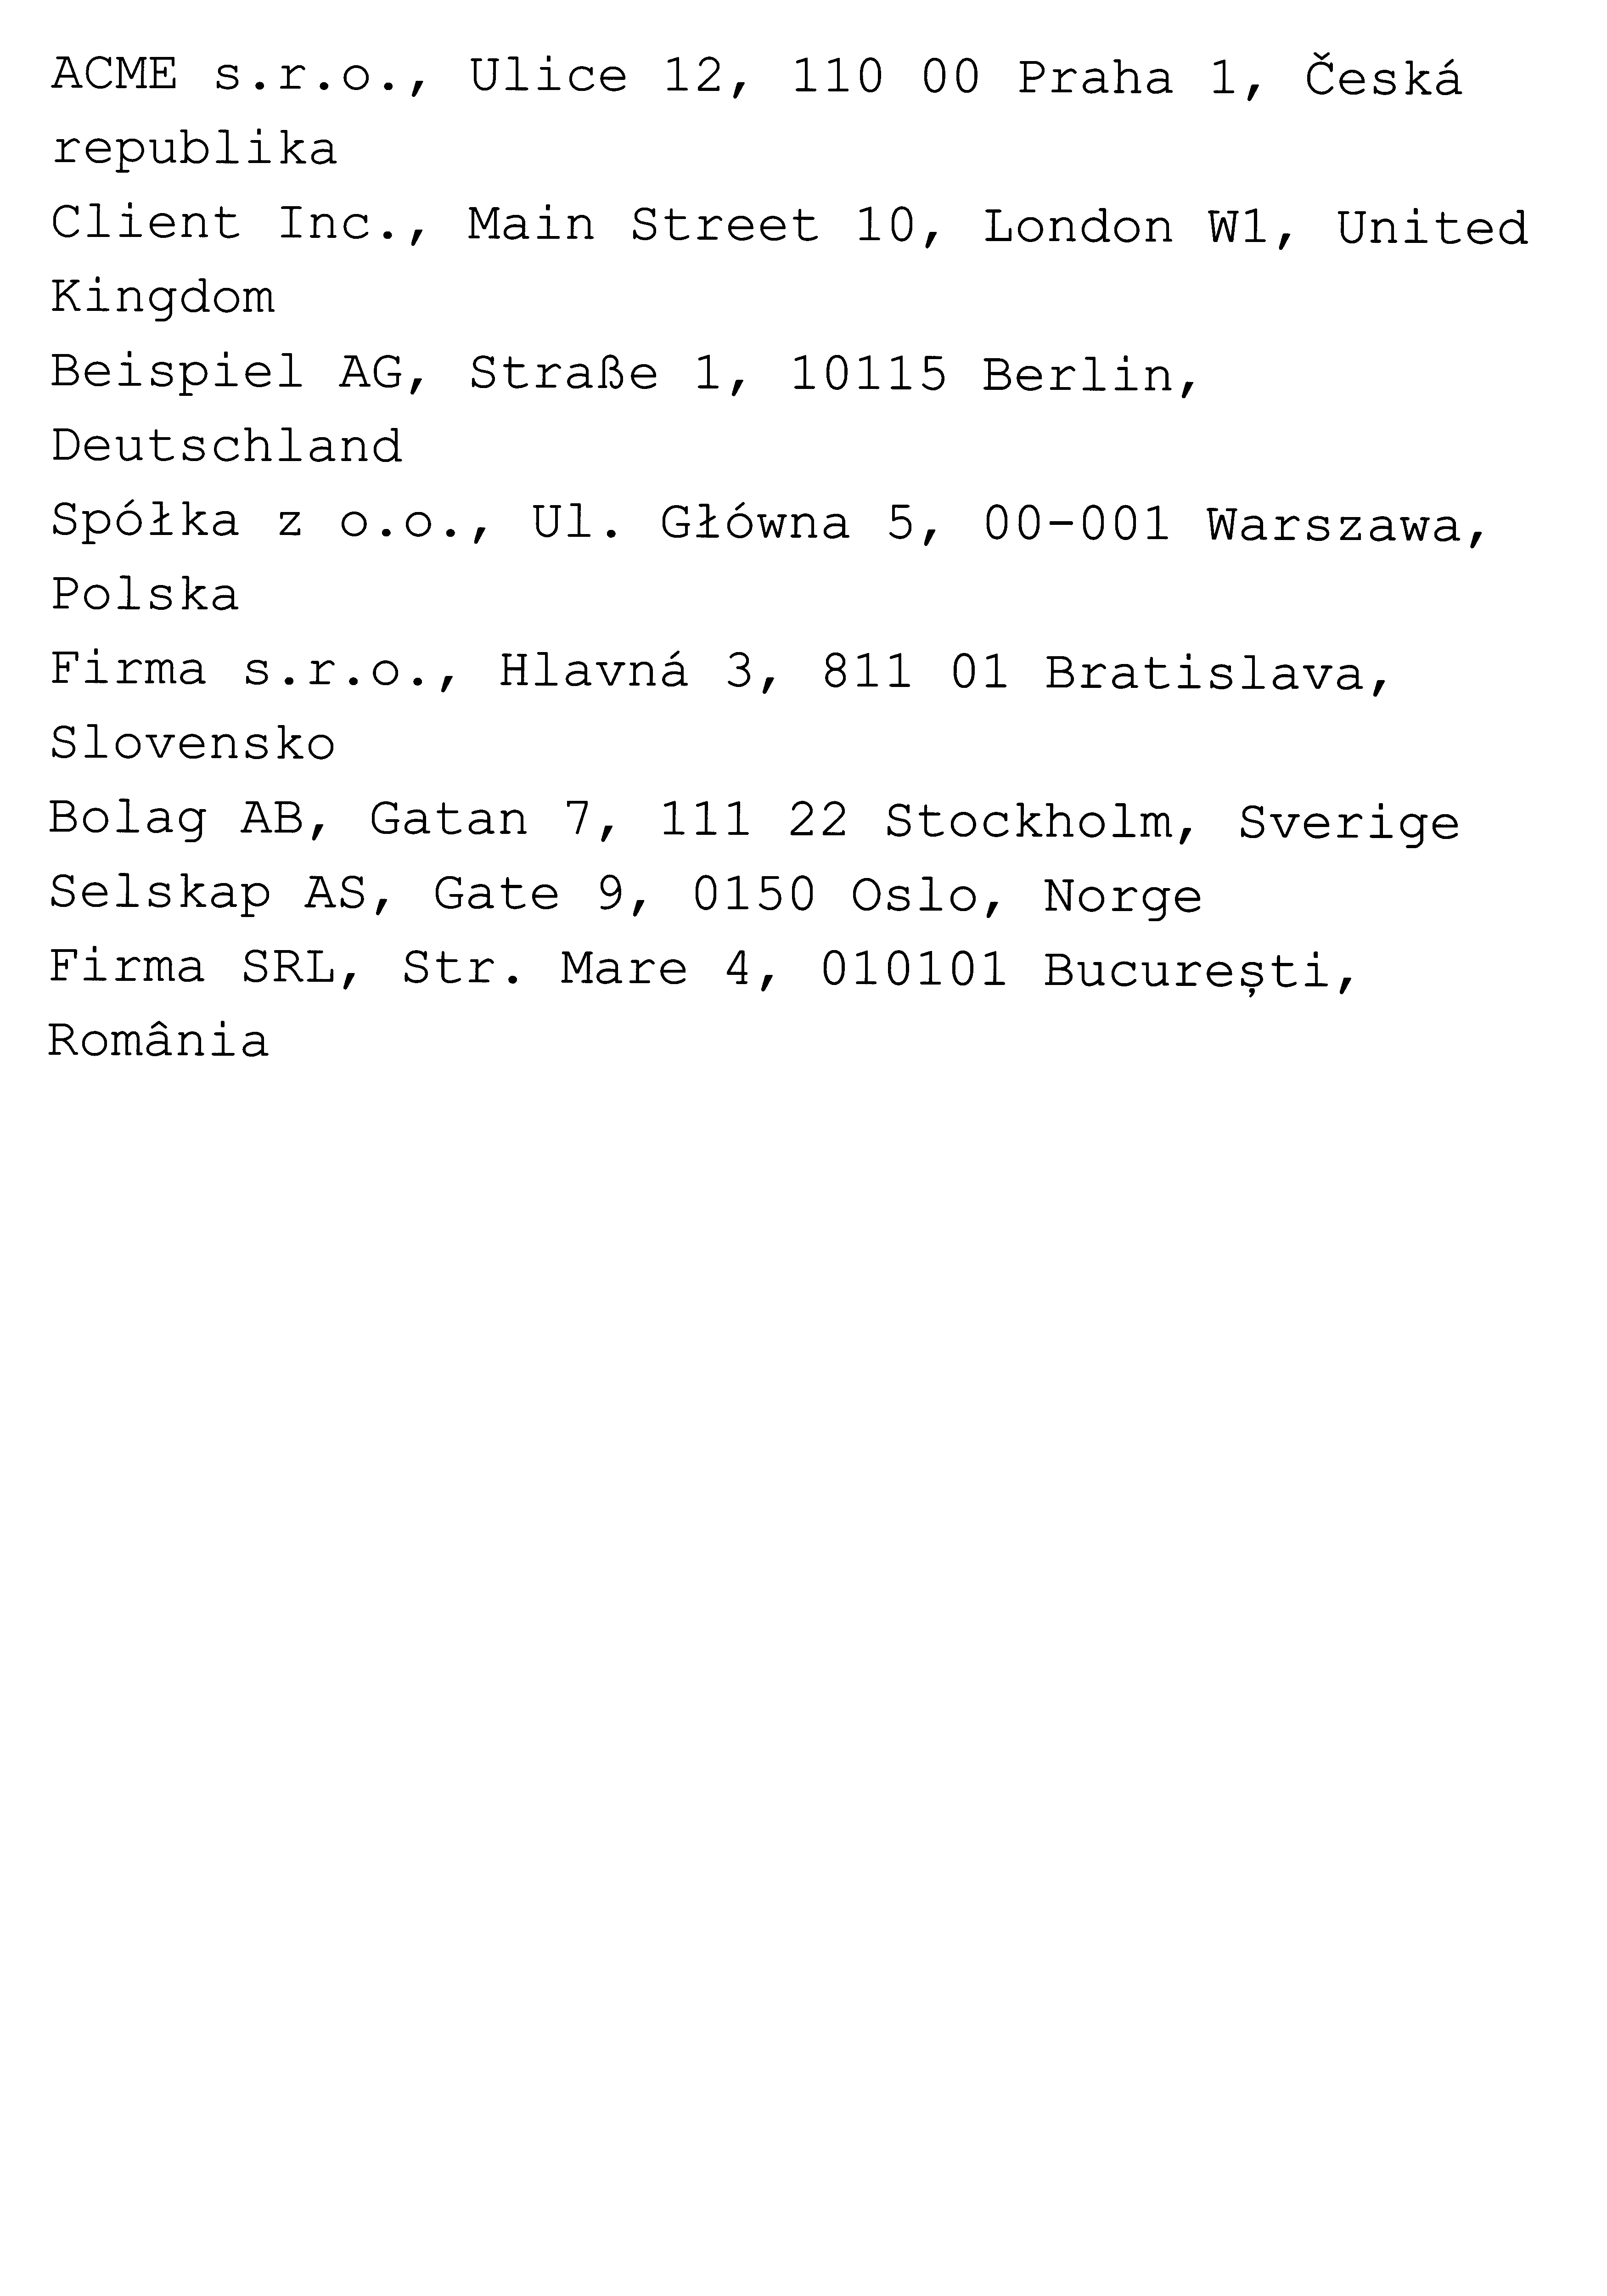 ACME s.r.o., Ulice 12, 110 00 Praha 1, Česká
republika
Client Inc., Main Street 10, London W1, United
Kingdom
Beispiel AG, Straße 1, 10115 Berlin,
Deutschland
Spółka z o.o., Ul. Główna 5, 00-001 Warszawa,
Polska
Firma s.r.o., Hlavná 3, 811 01 Bratislava,
Slovensko
Bolag AB, Gatan 7, 111 22 Stockholm, Sverige
Selskap AS, Gate 9, 0150 Oslo, Norge
Firma SRL, Str. Mare 4, 010101 București,
România